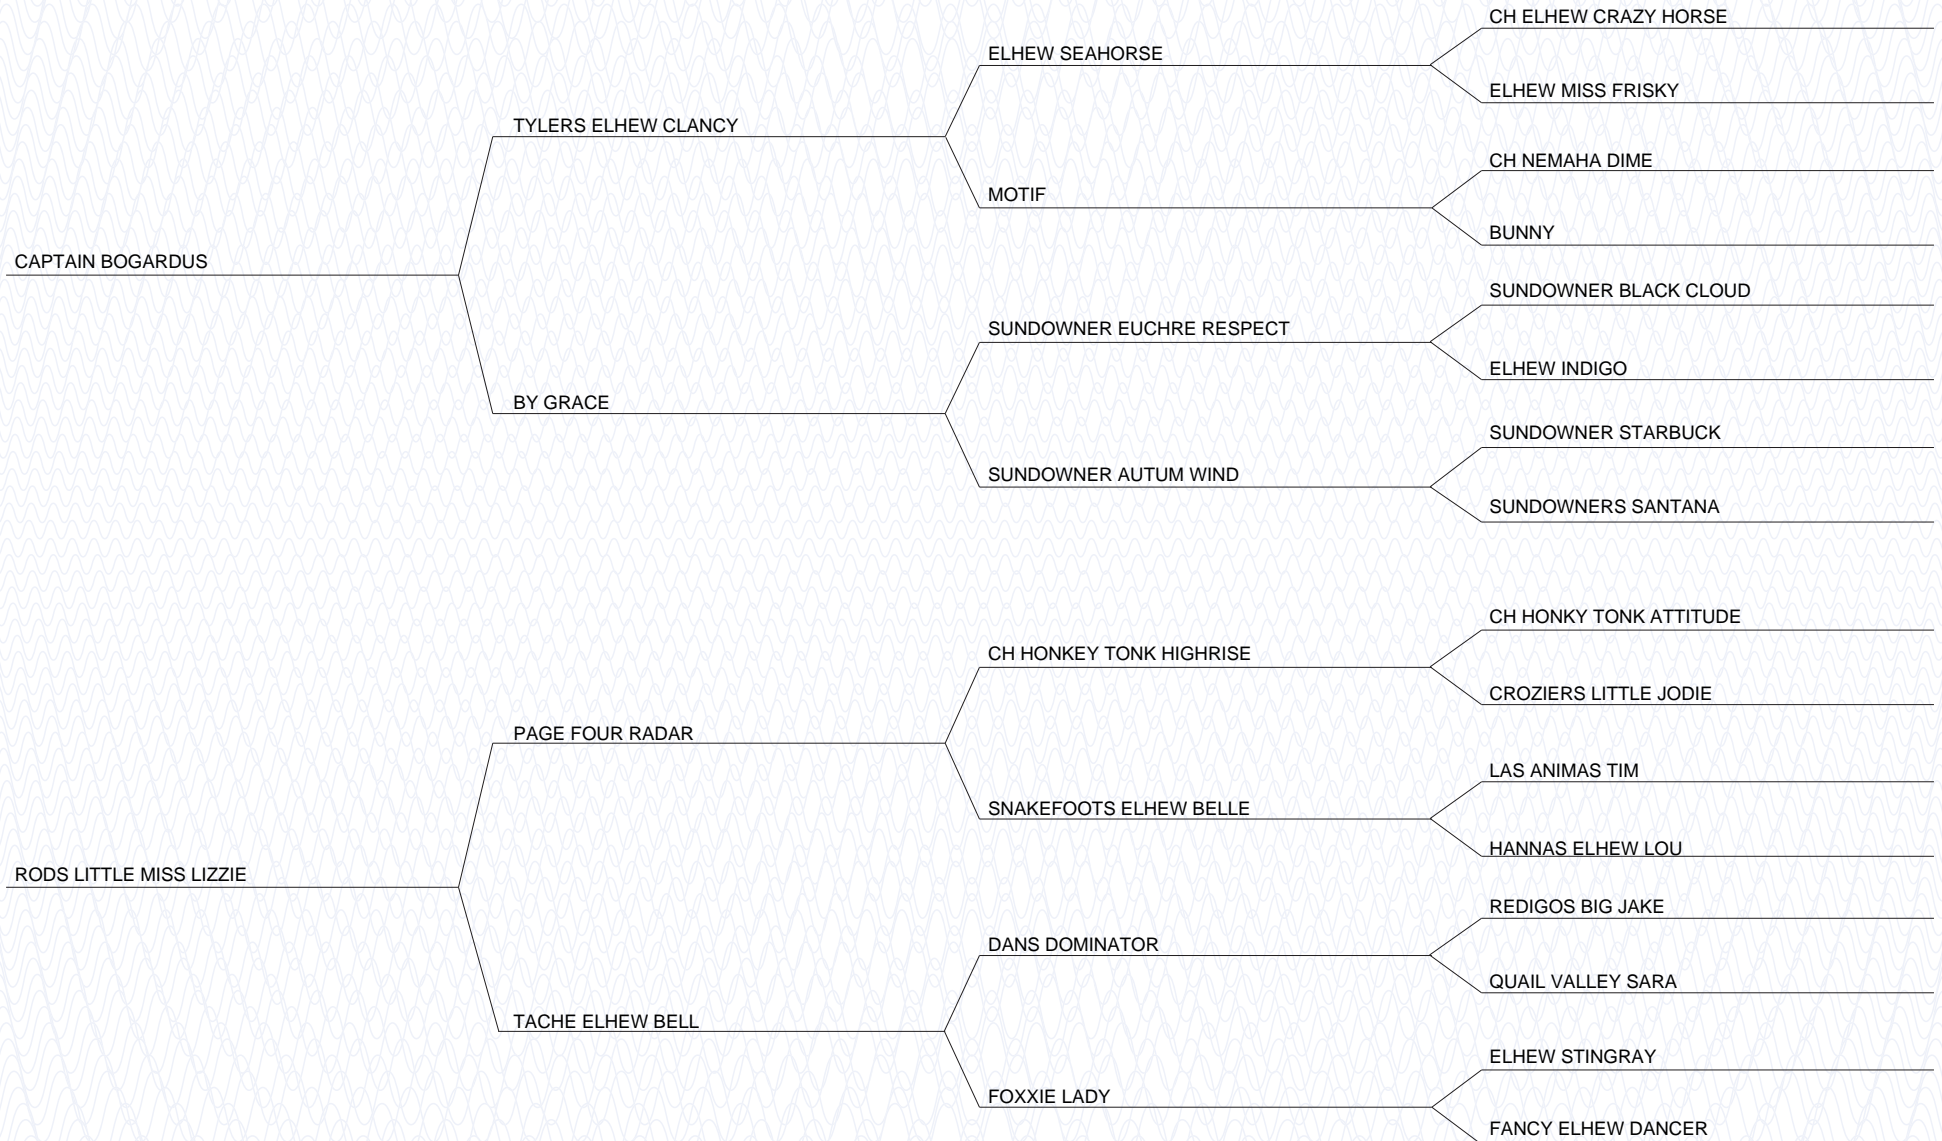 CAPTAIN BOGARDUS
TYLERS ELHEW CLANCY
ELHEW SEAHORSE
CH ELHEW CRAZY HORSE
ELHEW MISS FRISKY
MOTIF
CH NEMAHA DIME
BUNNY
BY GRACE
SUNDOWNER EUCHRE RESPECT
SUNDOWNER BLACK CLOUD
ELHEW INDIGO
SUNDOWNER AUTUM WIND
SUNDOWNER STARBUCK
SUNDOWNERS SANTANA
RODS LITTLE MISS LIZZIE
PAGE FOUR RADAR
CH HONKEY TONK HIGHRISE
CH HONKY TONK ATTITUDE
CROZIERS LITTLE JODIE
SNAKEFOOTS ELHEW BELLE
LAS ANIMAS TIM
HANNAS ELHEW LOU
TACHE ELHEW BELL
DANS DOMINATOR
REDIGOS BIG JAKE
QUAIL VALLEY SARA
FOXXIE LADY
ELHEW STINGRAY
FANCY ELHEW DANCER